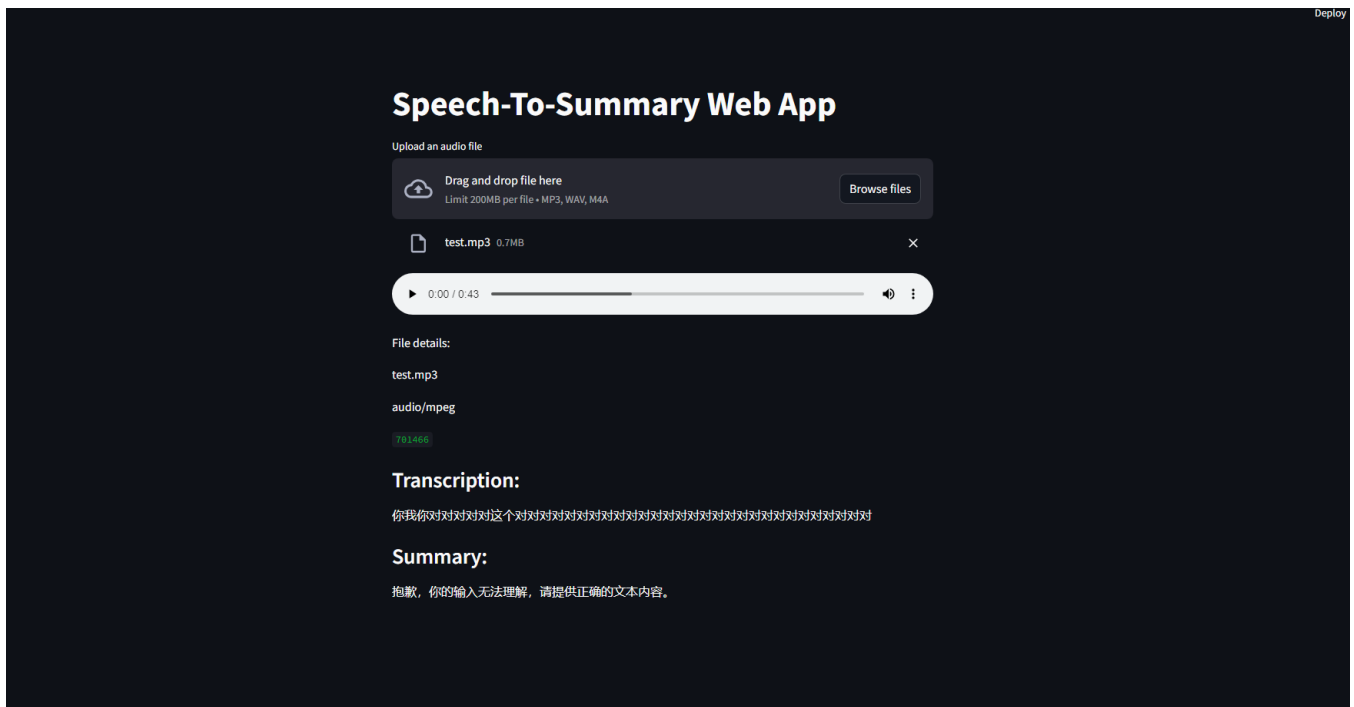 Deploy
Speech-To-Summary Web App
Upload an audio file
Drag and drop file here
Limit 200MB per file • MP3, WAV, M4A
Browse files
test.mp3 0.7MB
0:00 / 0:43
File details:
test.mp3
audio/mpeg
701466
Transcription:
你我你对对对对对这个对对对对对对对对对对对对对对对对对对对对对对对对对对对对对
Summary:
抱歉，你的输入无法理解，请提供正确的文本内容。